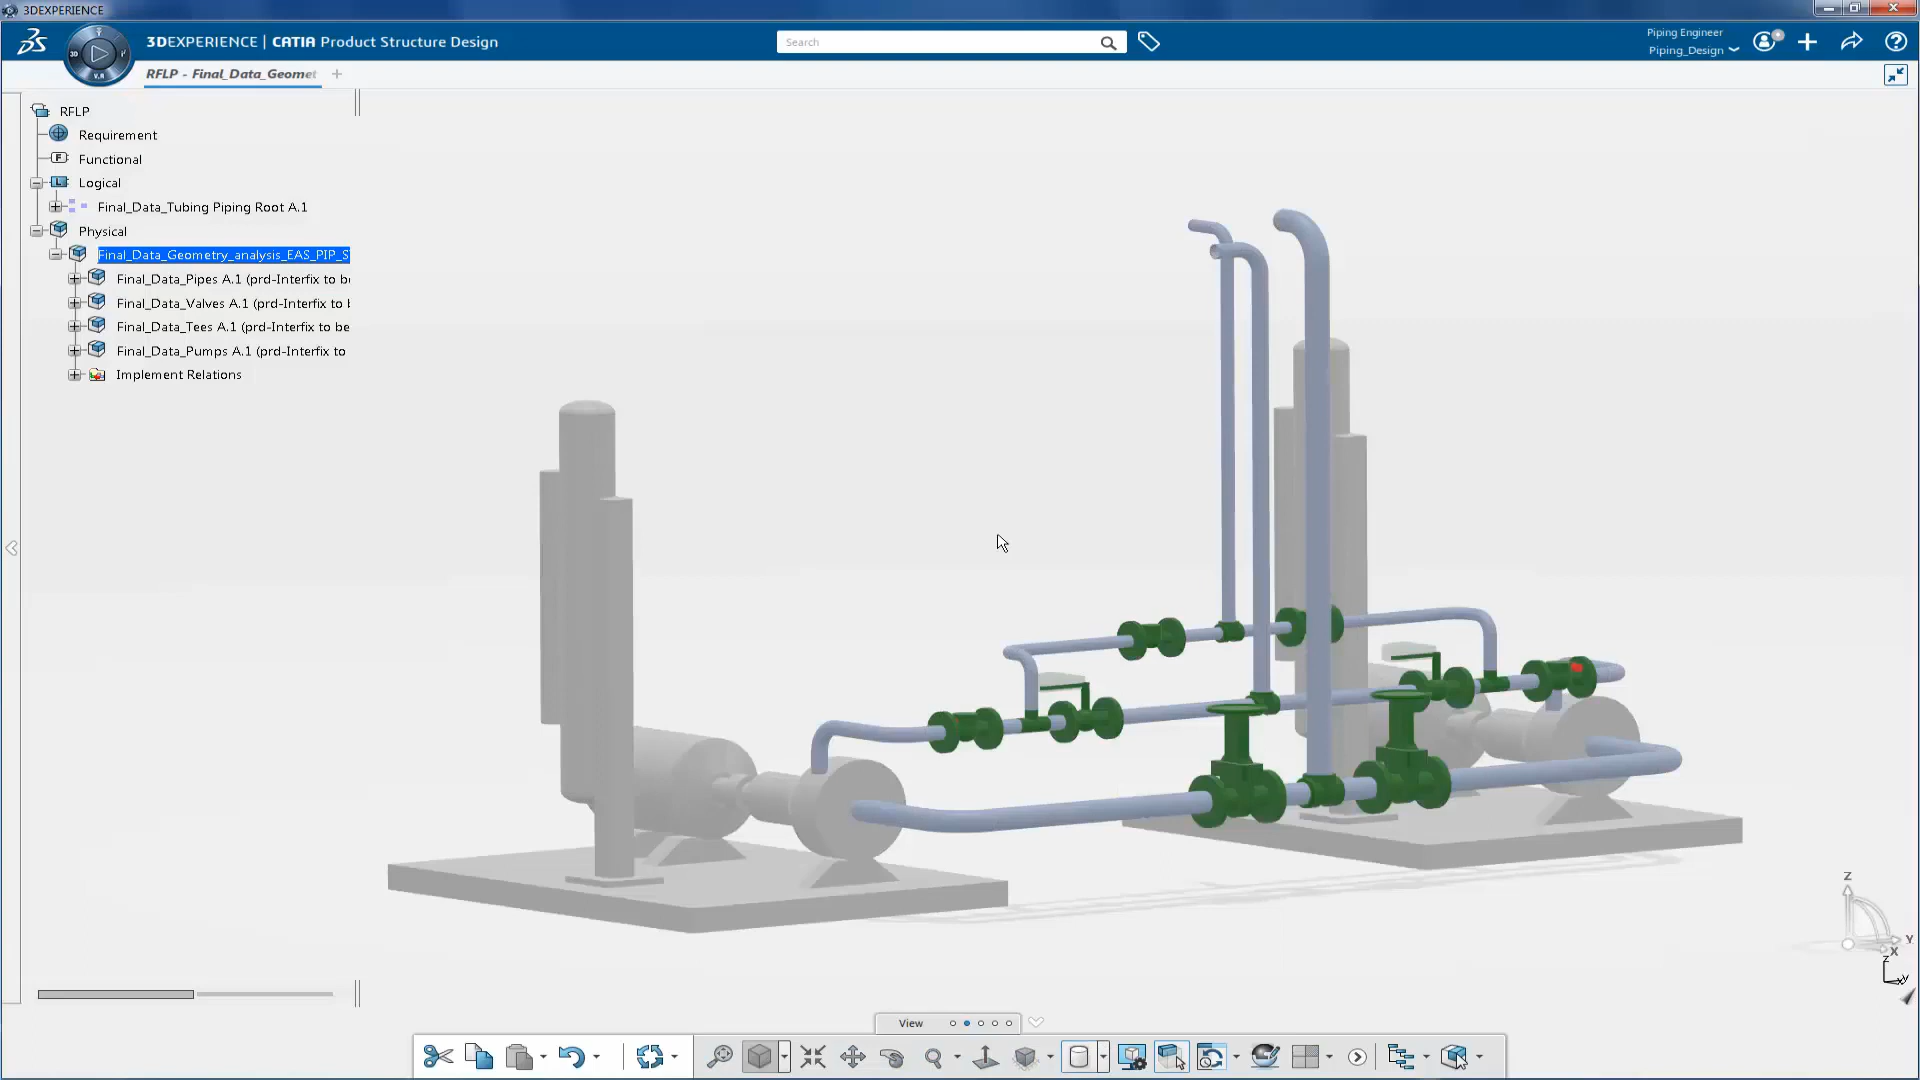 3DEXPERIENCE
3DEXPERIENCE | CATIA Product Structure Design
Search
Piping Engineer
Piping_Design
3D
V.R
RFLP - Final_Data_Geomet
RFLP
Requirement
Functional
Logical
Final_Data_Tubing Piping Root A.1
Physical
Final_Data_Geometry_analysis_EAS_PIP_S
Final_Data_Pipes A.1 (prd-Interfix to be
Final_Data_Valves A.1 (prd-Interfix to b
Final_Data_Tees A.1 (prd-Interfix to be
Final_Data_Pumps A.1 (prd-Interfix to
Implement Relations
Z
Y
X
z
y
View